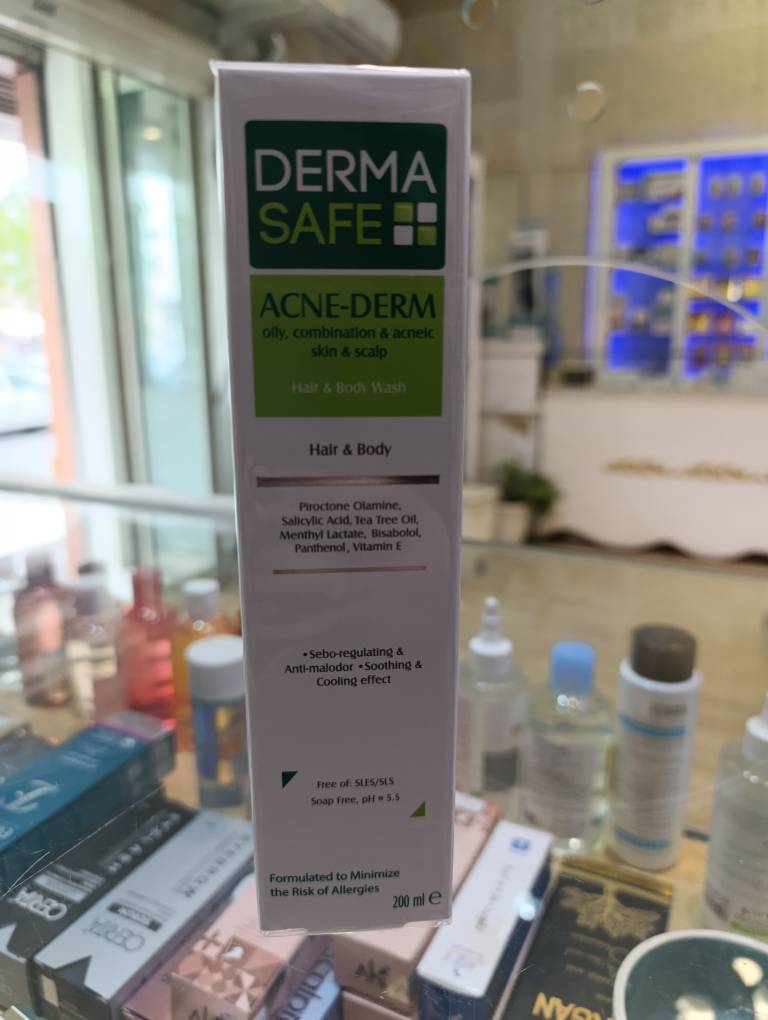 DERMA
SAFE
ACNE-DERM
oily, combination & acneic
skin & scalp
Hair & Body Wash
Hair & Body
Piroctone Olamine,
Salicylic Acid, Tea Tree Oil,
Menthyl Lactate, Bisabolol,
Panthenol, Vitamin E
•Sebo-regulating &
Anti-malodor •Soothing &
Cooling effect
Free of: SLES/SLS
Soap Free, pH = 5.5
Formulated to Minimize
the Risk of Allergies
200 ml e